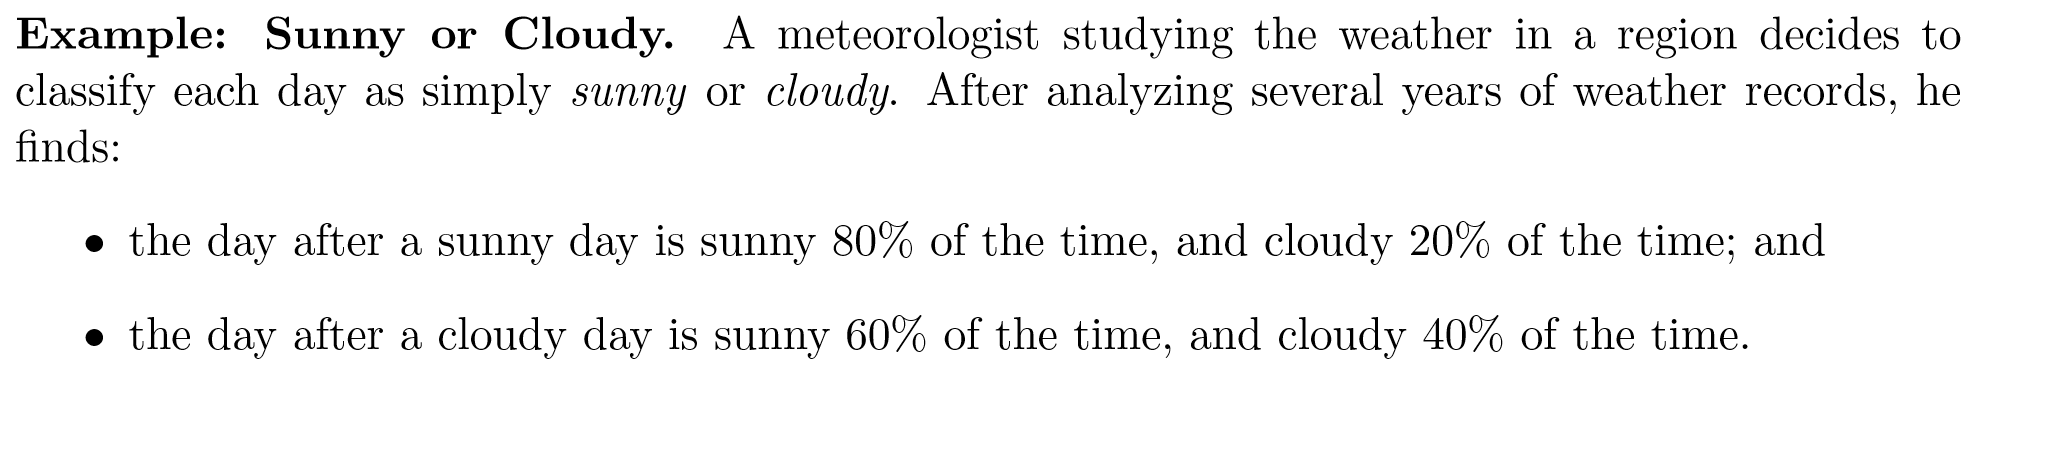 Example: Sunny or Cloudy. A meteorologist studying the weather in a region decides to
classify each day as simply sunny or cloudy. After analyzing several years of weather records, he
finds:
• the day after a sunny day is sunny 80% of the time, and cloudy 20% of the time; and
• the day after a cloudy day is sunny 60% of the time, and cloudy 40% of the time.